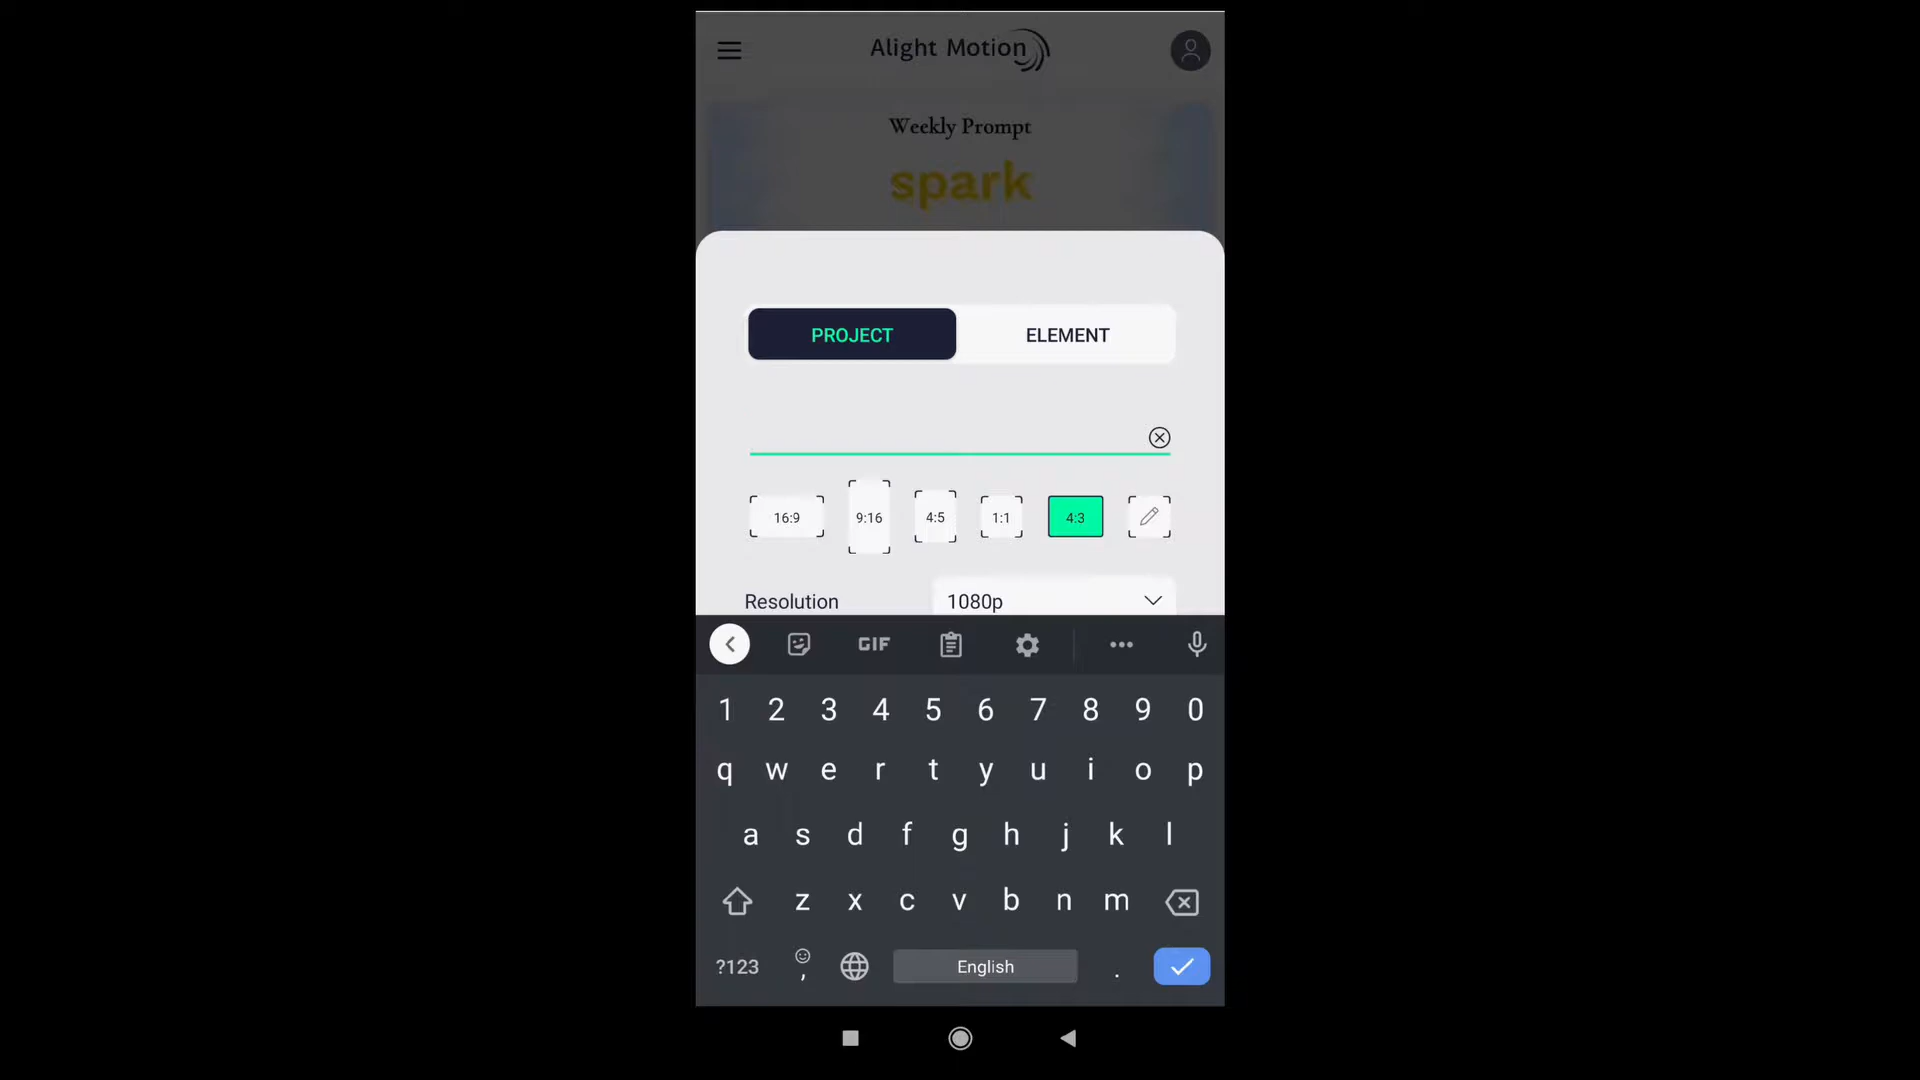 Alight Motion
Weekly Prompt
spark
PROJECT ELEMENT
16:9 9:16 4:5 1:1 4:3
Resolution 1080p
GIF
1 2 3 4 5 6 7 8 9 0
q w e r t y u i o p
a s d f g h j k l
z x c v b n m
?123 , English .